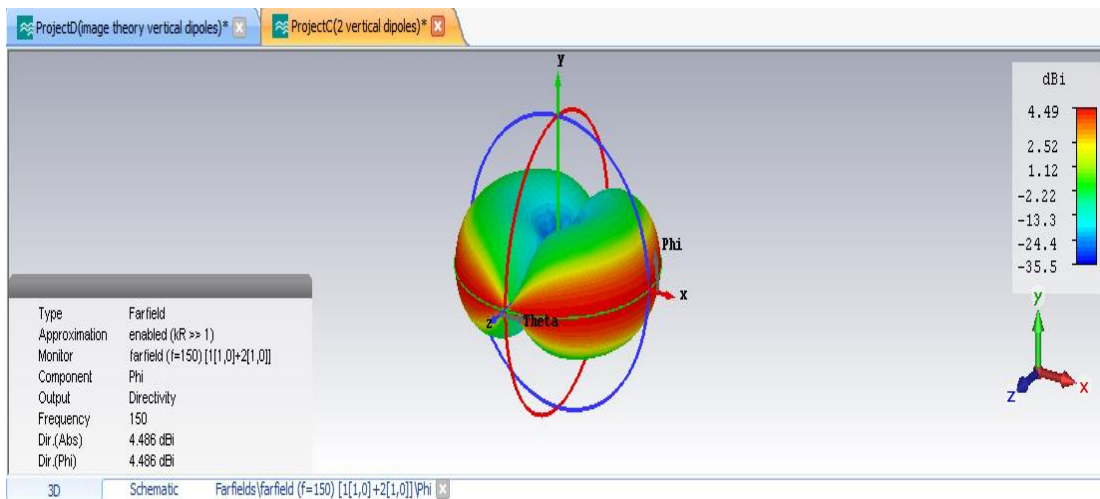 ProjectD(image theory vertical dipoles)* ProjectC(2 vertical dipoles)*
y
dBi
4.49
2.52
1.12
-2.22
-13.3
-24.4
-35.5
Phi
x
z Theta
Type Farfield
Approximation enabled (kR >> 1)
Monitor farfield (f=150) [1[1,0]+2[1,0]]
Component Phi
Output Directivity
Frequency 150
Dir.(Abs) 4.486 dBi
Dir.(Phi) 4.486 dBi
y
z x
3D Schematic Farfields\farfield (f=150) [1[1,0]+2[1,0]]\Phi